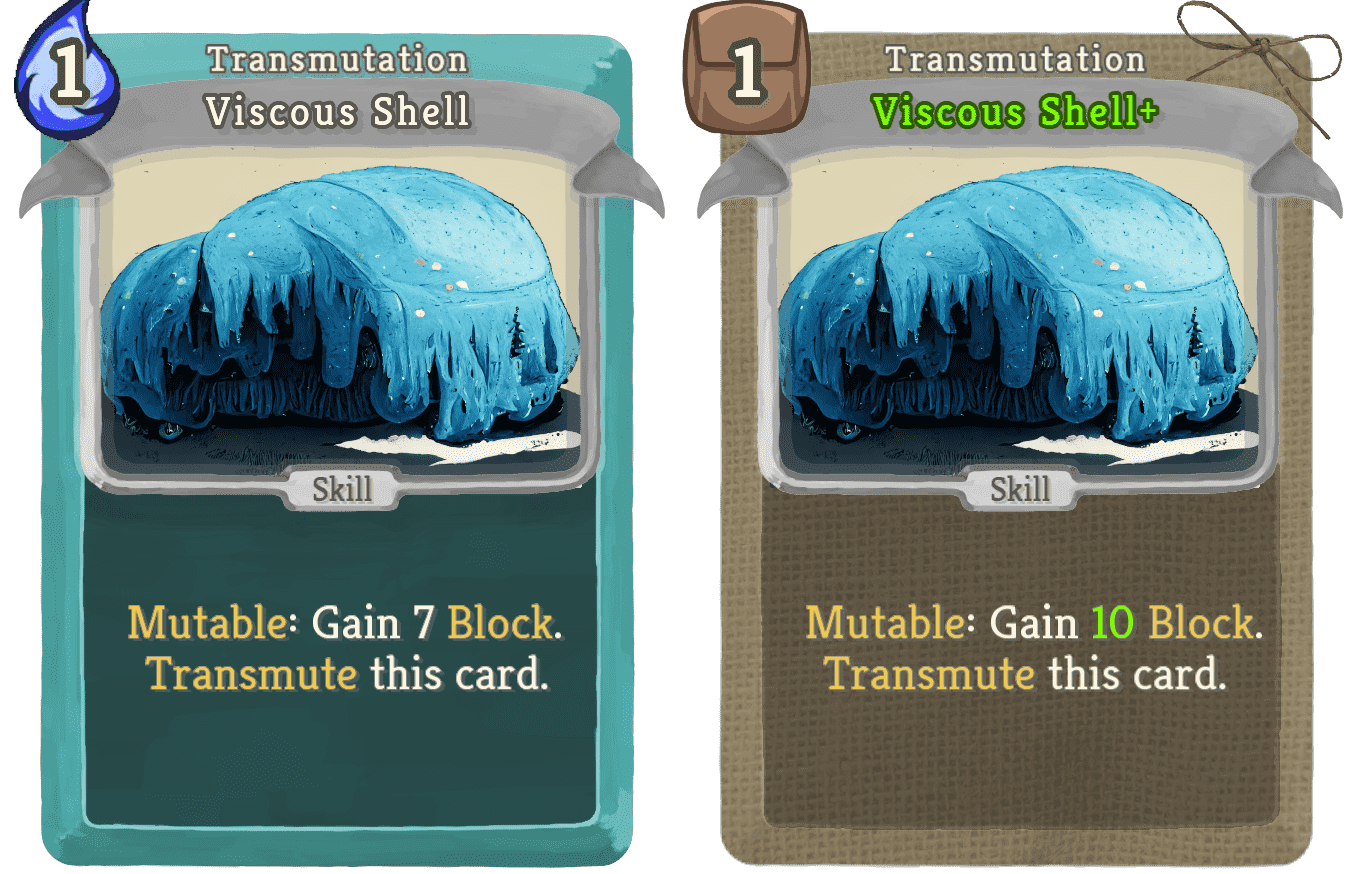 1
Transmutation
Viscous Shell
Skill
Mutable: Gain 7 Block.
Transmute this card.
1
Transmutation
Viscous Shell+
Skill
Mutable: Gain 10 Block.
Transmute this card.